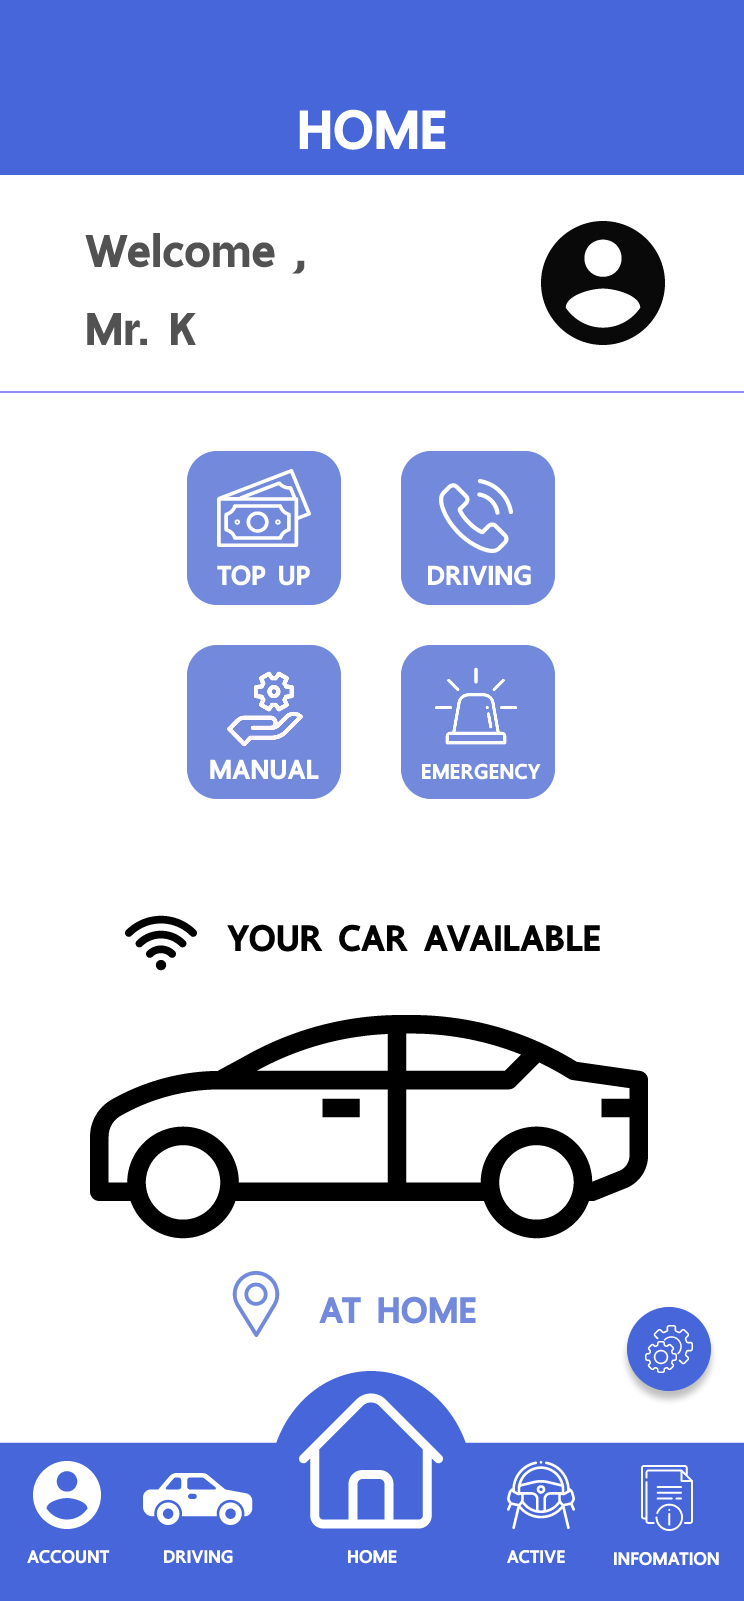 HOME
Welcome ,
Mr. K
TOP UP
DRIVING
MANUAL
EMERGENCY
YOUR CAR AVAILABLE
AT HOME
ACCOUNT
DRIVING
HOME
ACTIVE
INFOMATION